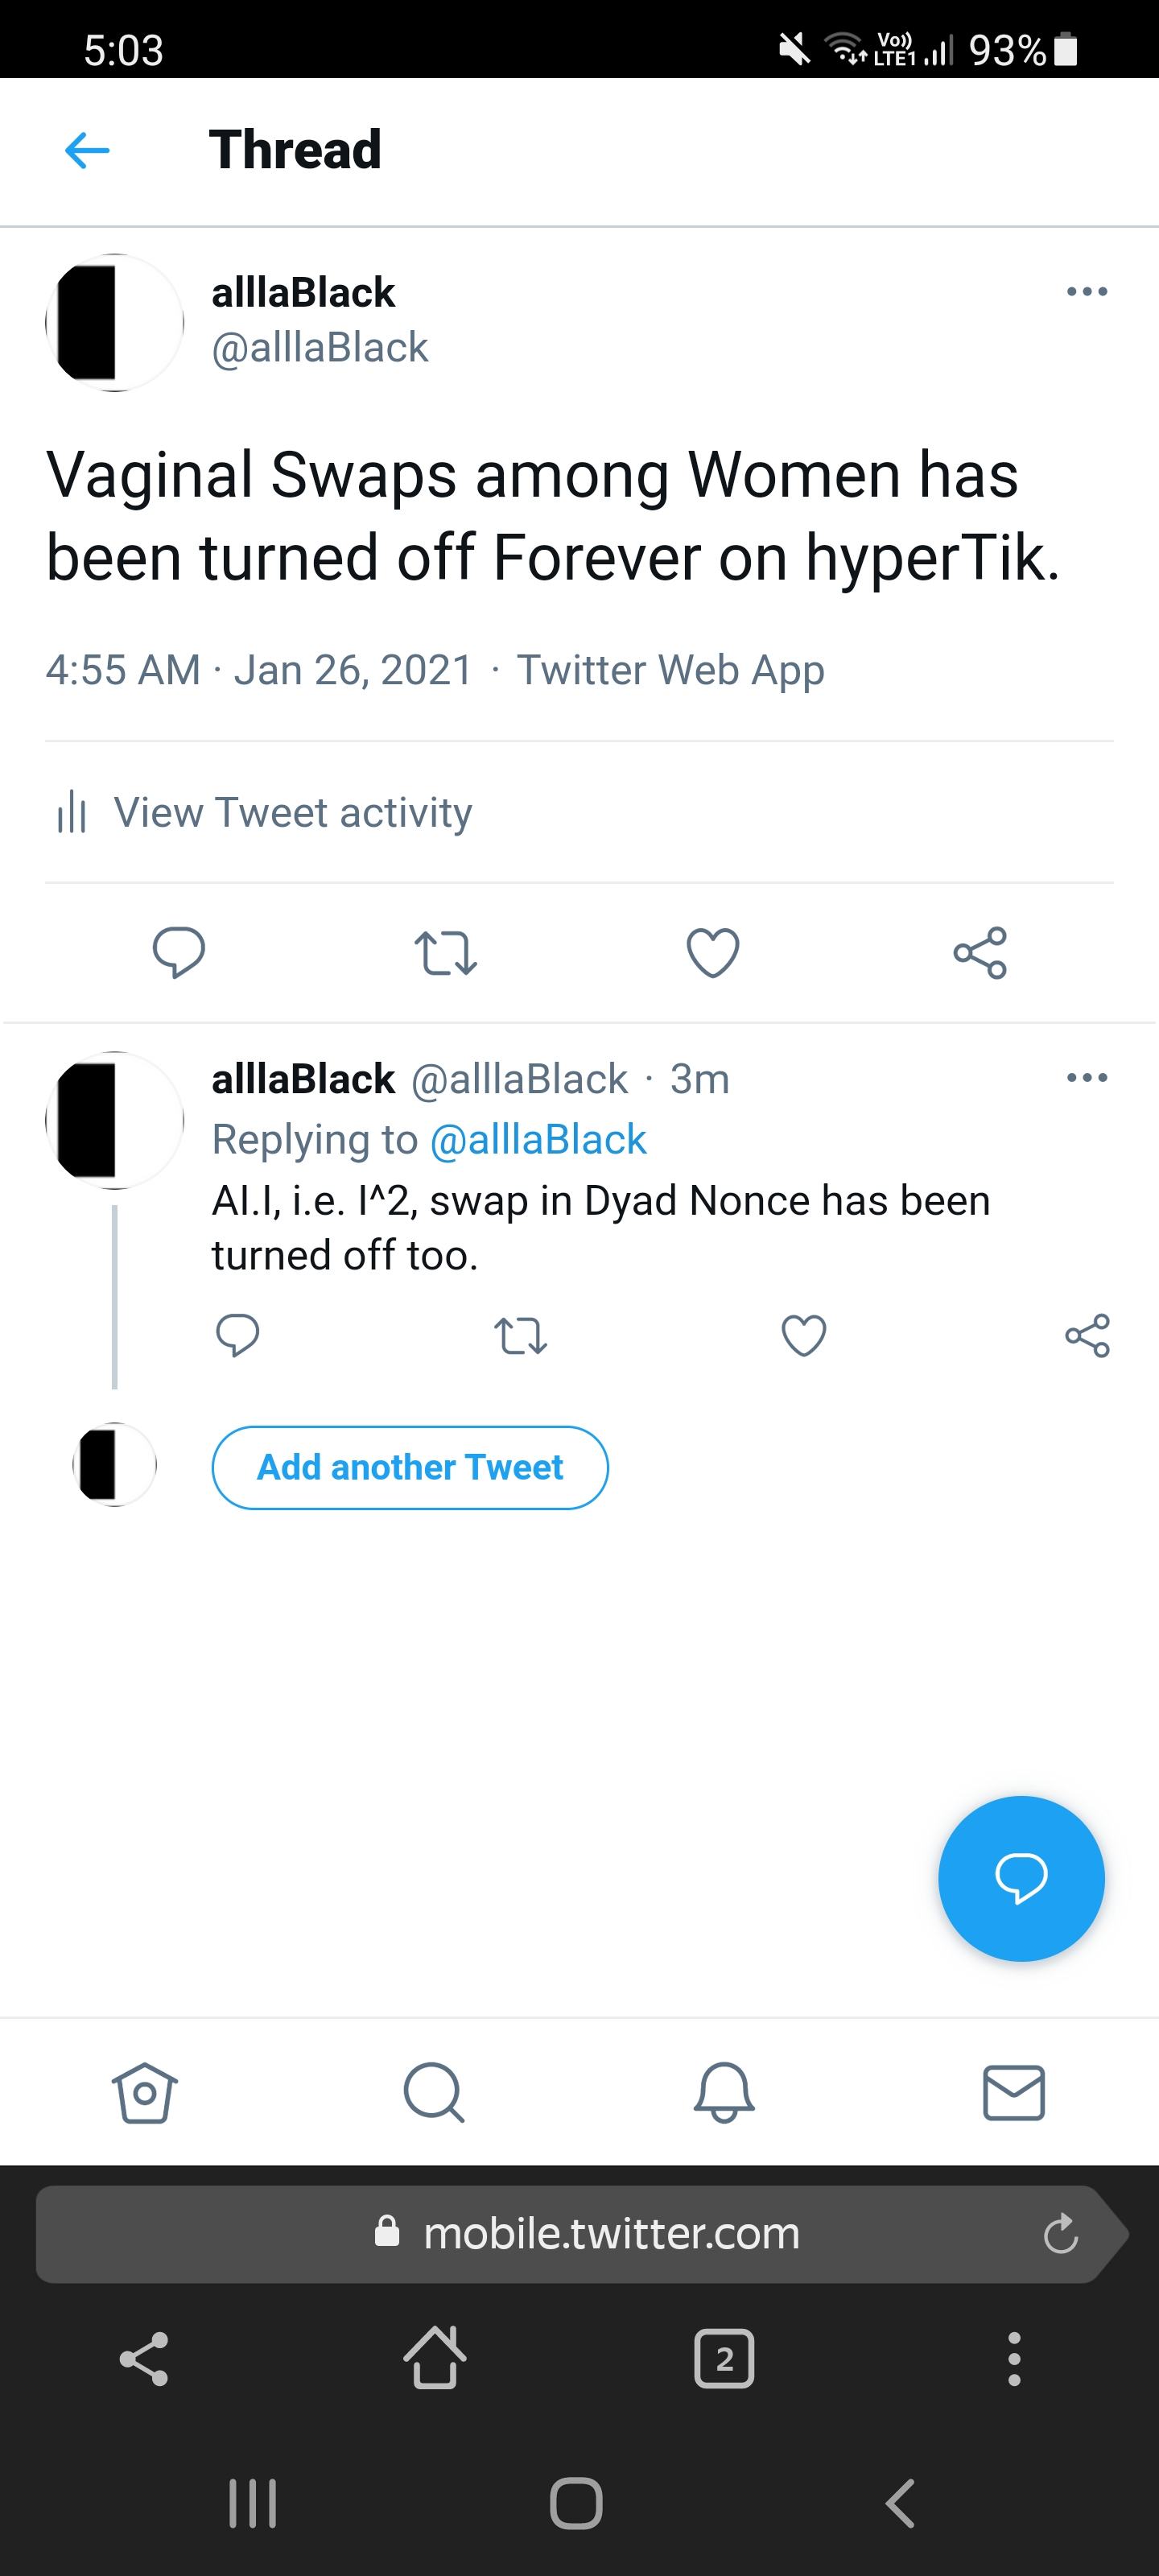 5:03
Vo)) LTE1 93%
Thread
alllaBlack
@alllaBlack
Vaginal Swaps among Women has
been turned off Forever on hyperTik.
4:55 AM · Jan 26, 2021 · Twitter Web App
View Tweet activity
alllaBlack @alllaBlack · 3m
Replying to @alllaBlack
AI.I, i.e. I^2, swap in Dyad Nonce has been
turned off too.
Add another Tweet
mobile.twitter.com
2